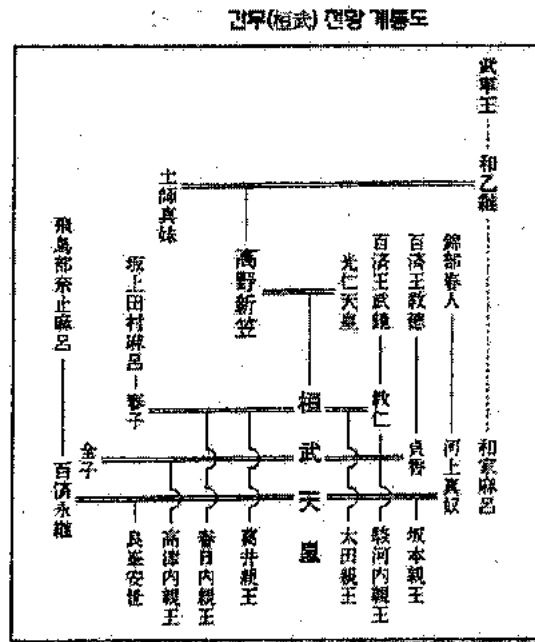 간무(桓武) 천황 계통도
武寧王
和乙継
土師真妹
高野新笠
光仁天皇
百済王武鏡
百済王教徳
錦部春人
飛鳥部奈止麻呂
坂上田村麻呂
春子
教仁
貞香
河上真奴
和家麻呂
桓武天皇
百済永継
良峯安世
高津内親王
春日内親王
葛井親王
太田親王
駿河内親王
坂本親王